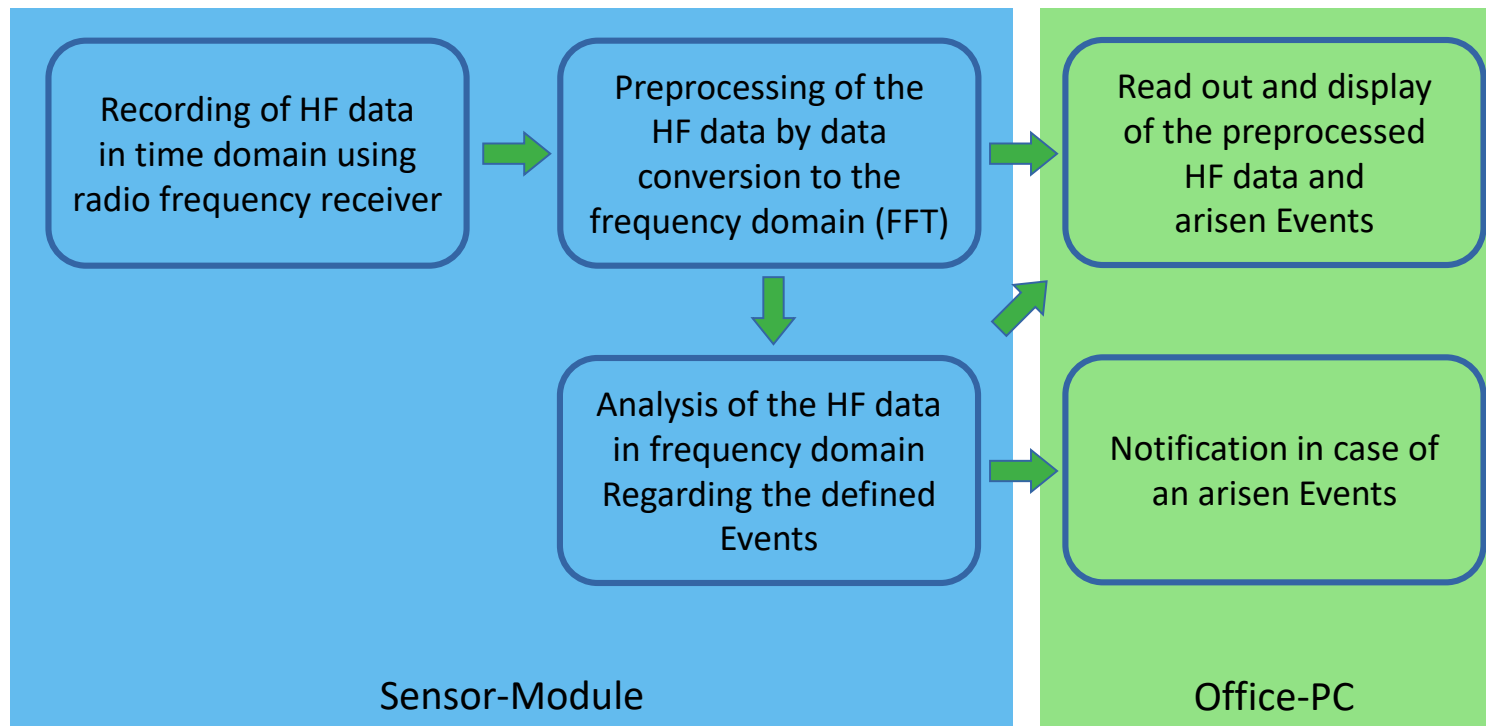 Recording of HF data
in time domain using
radio frequency receiver
Preprocessing of the
HF data by data
conversion to the
frequency domain (FFT)
Read out and display
of the preprocessed
HF data and
arisen Events
Analysis of the HF data
in frequency domain
Regarding the defined
Events
Notification in case of
an arisen Events
Sensor-Module
Office-PC